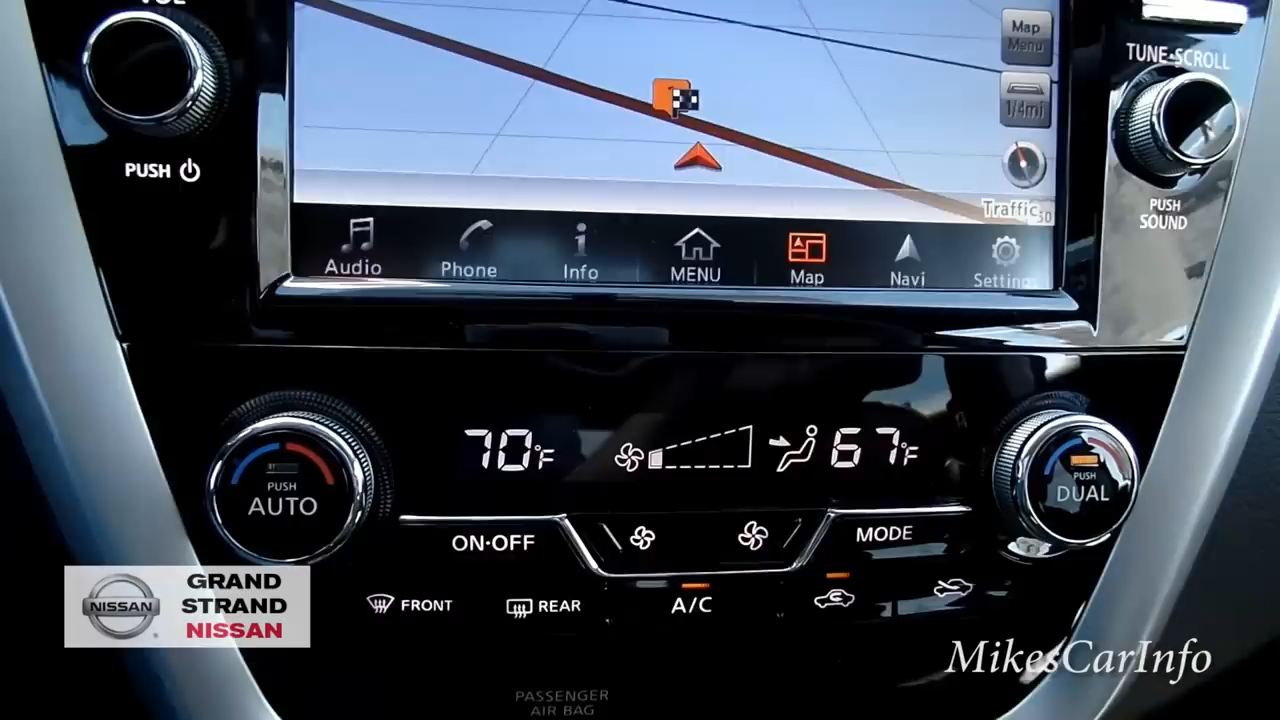 VOL
Map
Menu
TUNE·SCROLL
1/4mi
PUSH
PUSH
SOUND
Traffic
Audio
Phone
Info
MENU
Map
Navi
Settings
70°F
67°F
PUSH
AUTO
PUSH
DUAL
ON·OFF
MODE
FRONT
REAR
A/C
GRAND
STRAND
NISSAN
NISSAN
MikesCarInfo
PASSENGER
AIR BAG